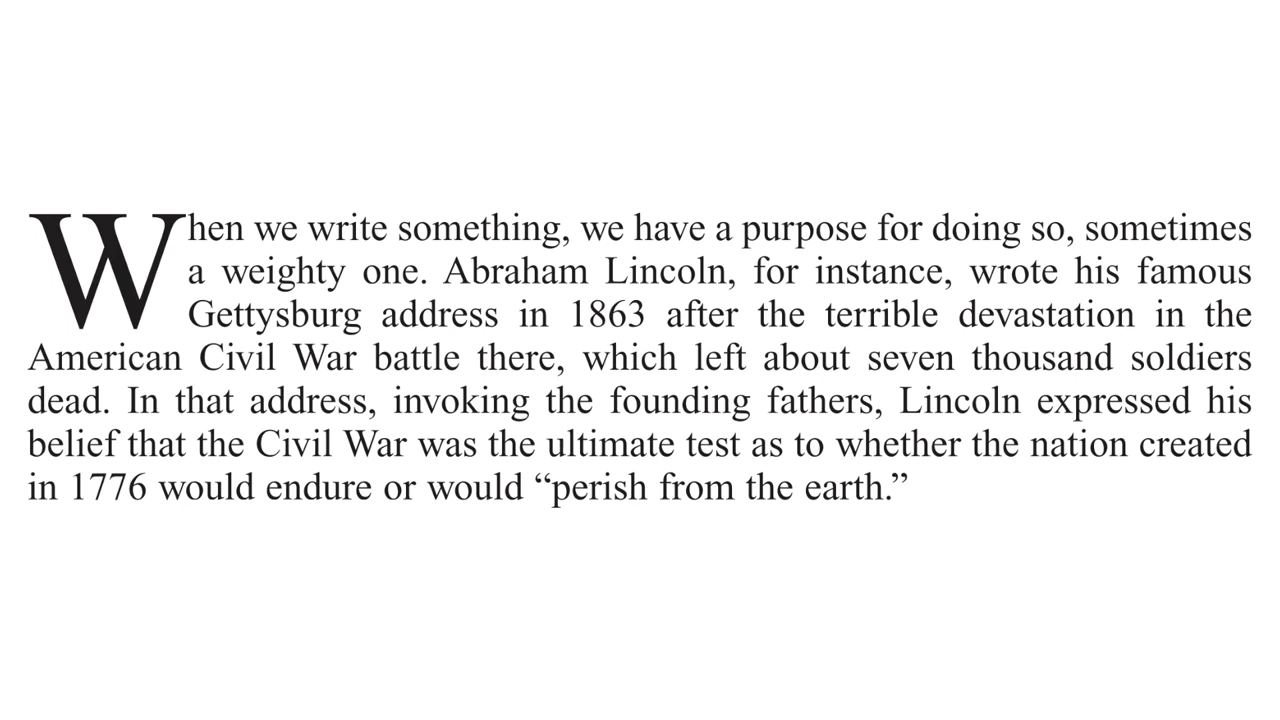 When we write something, we have a purpose for doing so, sometimes
a weighty one. Abraham Lincoln, for instance, wrote his famous
Gettysburg address in 1863 after the terrible devastation in the
American Civil War battle there, which left about seven thousand soldiers
dead. In that address, invoking the founding fathers, Lincoln expressed his
belief that the Civil War was the ultimate test as to whether the nation created
in 1776 would endure or would “perish from the earth.”